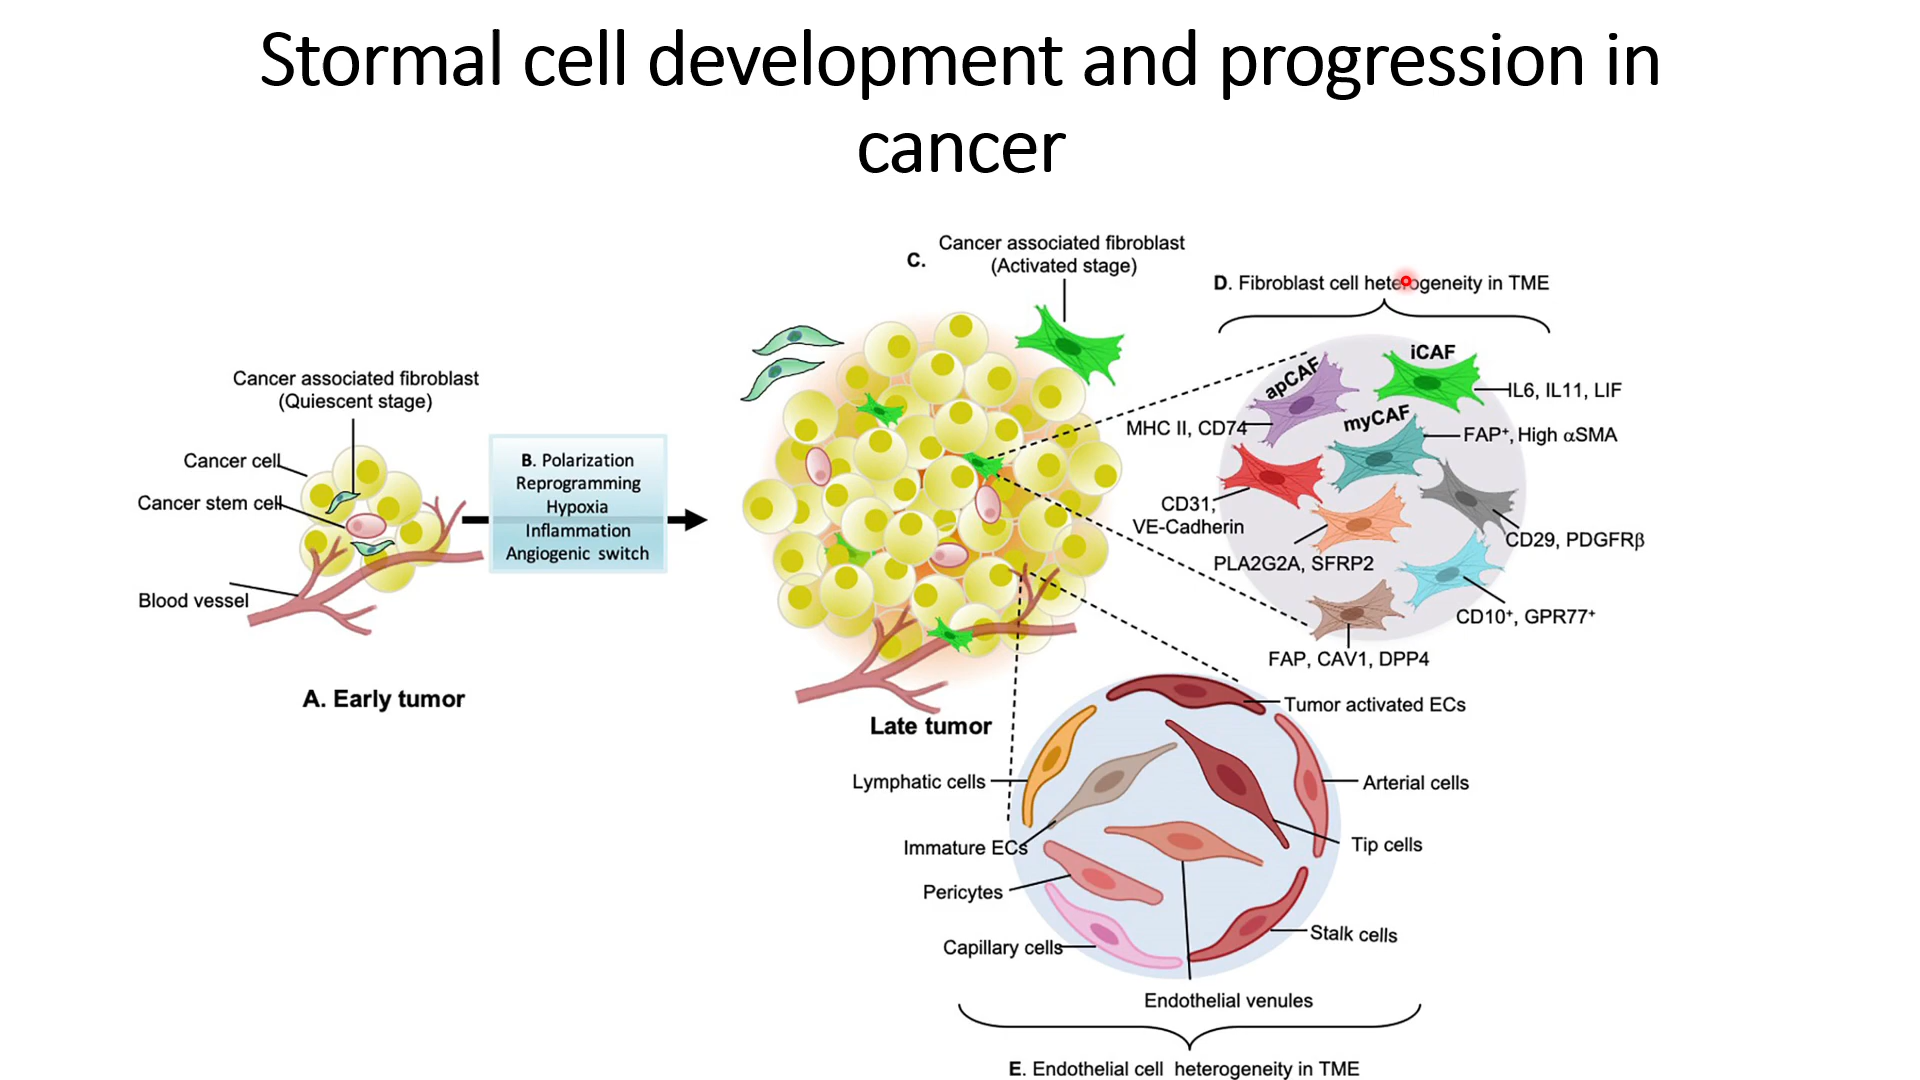 Stormal cell development and progression in
cancer
C.
Cancer associated fibroblast
(Activated stage)
D. Fibroblast cell heterogeneity in TME
Cancer associated fibroblast
(Quiescent stage)
Cancer cell
Cancer stem cell
Blood vessel
A. Early tumor
B. Polarization
Reprogramming
Hypoxia
Inflammation
Angiogenic switch
Late tumor
apCAF
iCAF
IL6, IL11, LIF
MHC II, CD74
myCAF
FAP⁺, High αSMA
CD31,
VE-Cadherin
CD29, PDGFRβ
PLA2G2A, SFRP2
CD10⁺, GPR77⁺
FAP, CAV1, DPP4
Tumor activated ECs
Lymphatic cells
Arterial cells
Immature ECs
Tip cells
Pericytes
Capillary cells
Stalk cells
Endothelial venules
E. Endothelial cell heterogeneity in TME